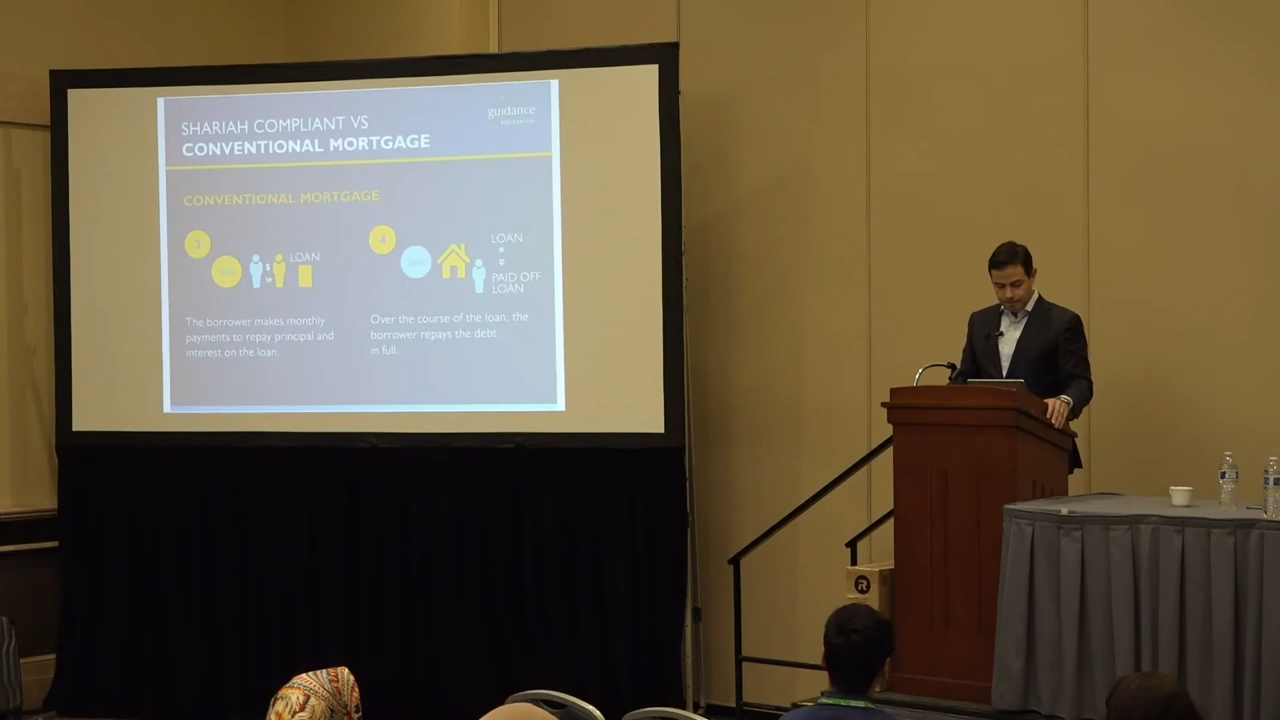 SHARIAH COMPLIANT VS
CONVENTIONAL MORTGAGE
guidance
RESIDENTIAL
CONVENTIONAL MORTGAGE
3
LOAN
The borrower makes monthly
payments to repay principal and
interest on the loan.
4
LOAN
PAID OFF
LOAN
Over the course of the loan, the
borrower repays the debt
in full.
R